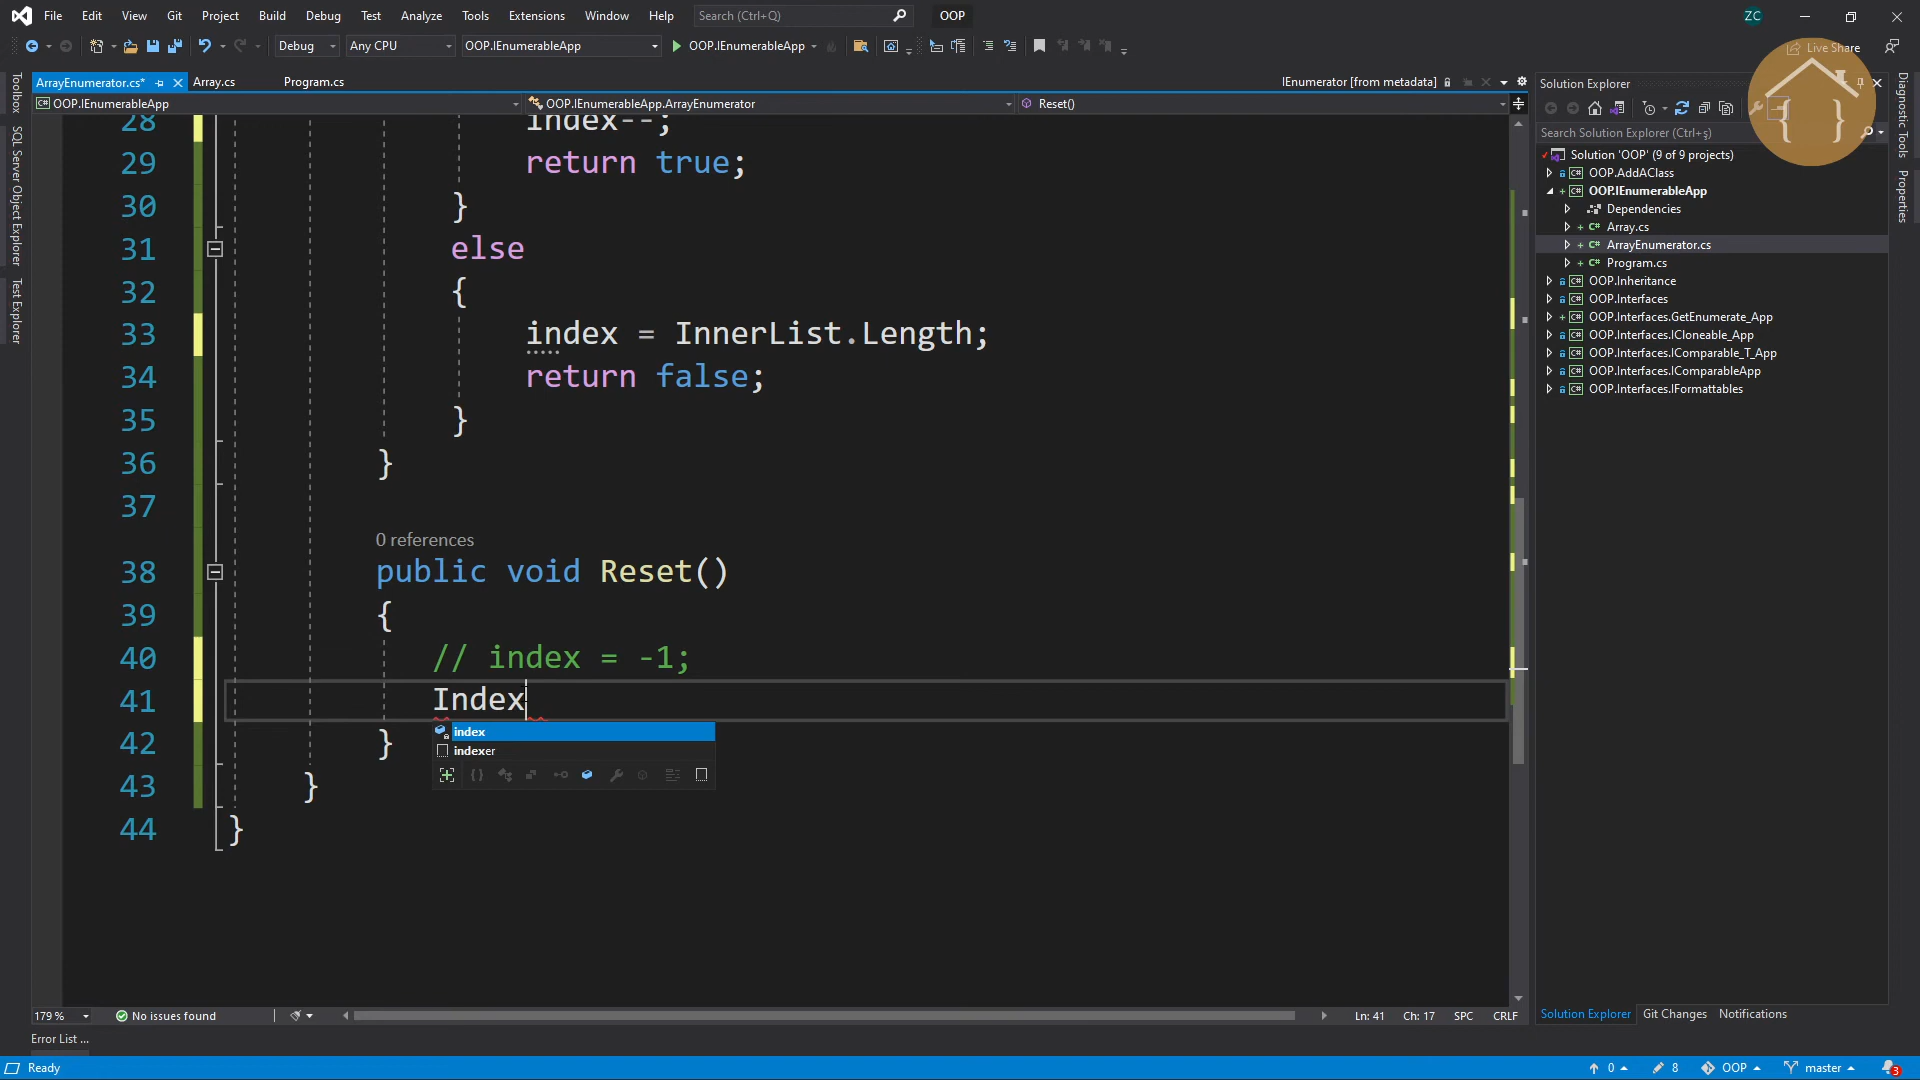 File Edit View Git Project Build Debug Test Analyze Tools Extensions Window Help Search (Ctrl+Q) OOP ZC
Debug Any CPU OOP.IEnumerableApp OOP.IEnumerableApp Live Share
ArrayEnumerator.cs* Array.cs Program.cs IEnumerator [from metadata]
OOP.IEnumerableApp OOP.IEnumerableApp.ArrayEnumerator Reset()
28 index--;
29 return true;
30 }
31 else
32 {
33 index = InnerList.Length;
34 return false;
35 }
36 }
37
0 references
38 public void Reset()
39 {
40 // index = -1;
41 Index
index
42 }
indexer
43 }
44 }
179 % No issues found Ln: 41 Ch: 17 SPC CRLF
Error List ...
Ready 0 8 OOP master 3
Toolbox
SQL Server Object Explorer
Test Explorer
Solution Explorer
Search Solution Explorer (Ctrl+ş)
Solution 'OOP' (9 of 9 projects)
OOP.AddAClass
OOP.IEnumerableApp
Dependencies
Array.cs
ArrayEnumerator.cs
Program.cs
OOP.Inheritance
OOP.Interfaces
OOP.Interfaces.GetEnumerate_App
OOP.Interfaces.ICloneable_App
OOP.Interfaces.IComparable_T_App
OOP.Interfaces.IComparableApp
OOP.Interfaces.IFormattables
Solution Explorer Git Changes Notifications
Diagnostic Tools
Properties
{ }